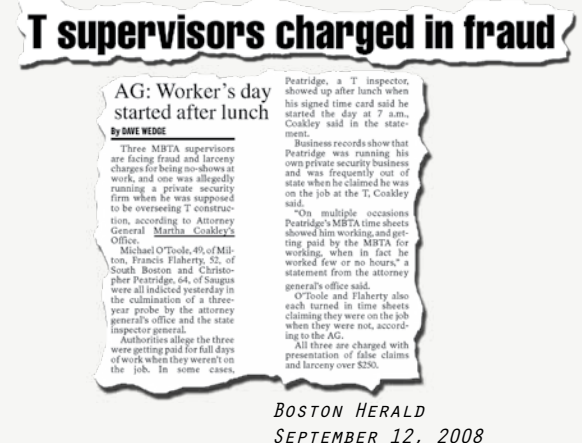 T supervisors charged in fraud
AG: Worker's day
started after lunch
By DAVE WEDGE
Three MBTA supervisors
are facing fraud and larceny
charges for being no-shows at
work, and one was allegedly
running a private security
firm when he was supposed
to be overseeing T construc-
tion, according to Attorney
General Martha Coakley's
Office.
Michael O'Toole, 49, of Mil-
ton, Francis Flaherty, 52, of
South Boston and Christo-
pher Peatridge, 64, of Saugus
were all indicted yesterday in
the culmination of a three-
year probe by the attorney
general's office and the state
inspector general.
Authorities allege the three
were getting paid for full days
of work when they weren't on
the job. In some cases,
Peatridge, a T inspector,
showed up after lunch when
his signed time card said he
started the day at 7 a.m.,
Coakley said in the state-
ment.
Business records show that
Peatridge was running his
own private security business
and was frequently out of
state when he claimed he was
on the job at the T, Coakley
said.
"On multiple occasions
Peatridge's MBTA time sheets
showed him working, and get-
ting paid by the MBTA for
working, when in fact he
worked few or no hours," a
statement from the attorney
general's office said.
O'Toole and Flaherty also
each turned in time sheets
claiming they were on the job
when they were not, accord-
ing to the AG.
All three are charged with
presentation of false claims
and larceny over $250.
BOSTON HERALD
SEPTEMBER 12, 2008